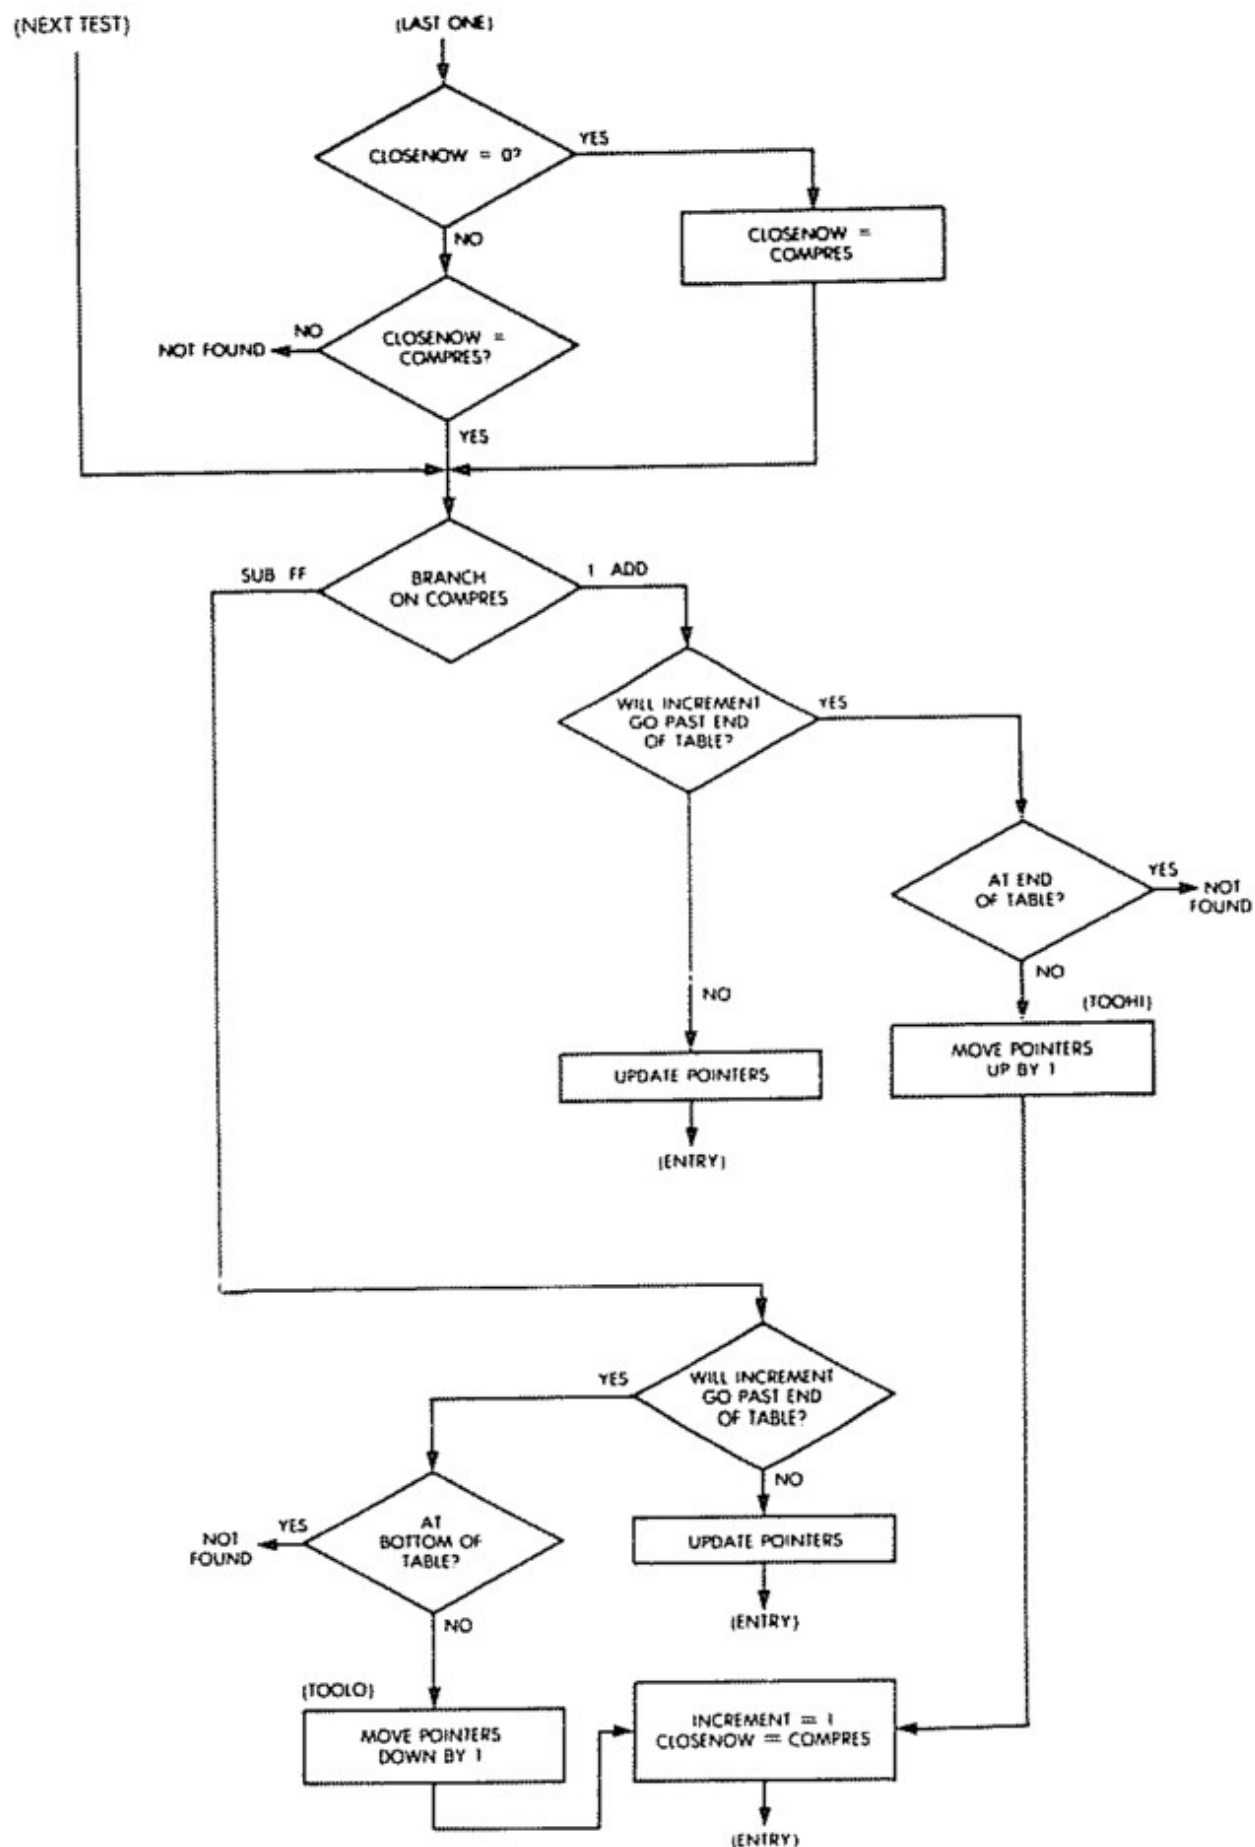 (NEXT TEST)
(LAST ONE)
CLOSENOW = 0?
YES
CLOSENOW =
COMPRES
NO
CLOSENOW =
COMPRES?
NO
NOT FOUND
YES
BRANCH
ON COMPRES
SUB FF
1 ADD
WILL INCREMENT
GO PAST END
OF TABLE?
YES
AT END
OF TABLE?
YES
NOT
FOUND
NO
NO
(TOOHI)
MOVE POINTERS
UP BY 1
UPDATE POINTERS
(ENTRY)
WILL INCREMENT
GO PAST END
OF TABLE?
YES
NO
AT
BOTTOM OF
TABLE?
YES
NOT
FOUND
UPDATE POINTERS
(ENTRY)
NO
(TOOLO)
MOVE POINTERS
DOWN BY 1
INCREMENT = 1
CLOSENOW = COMPRES
(ENTRY)